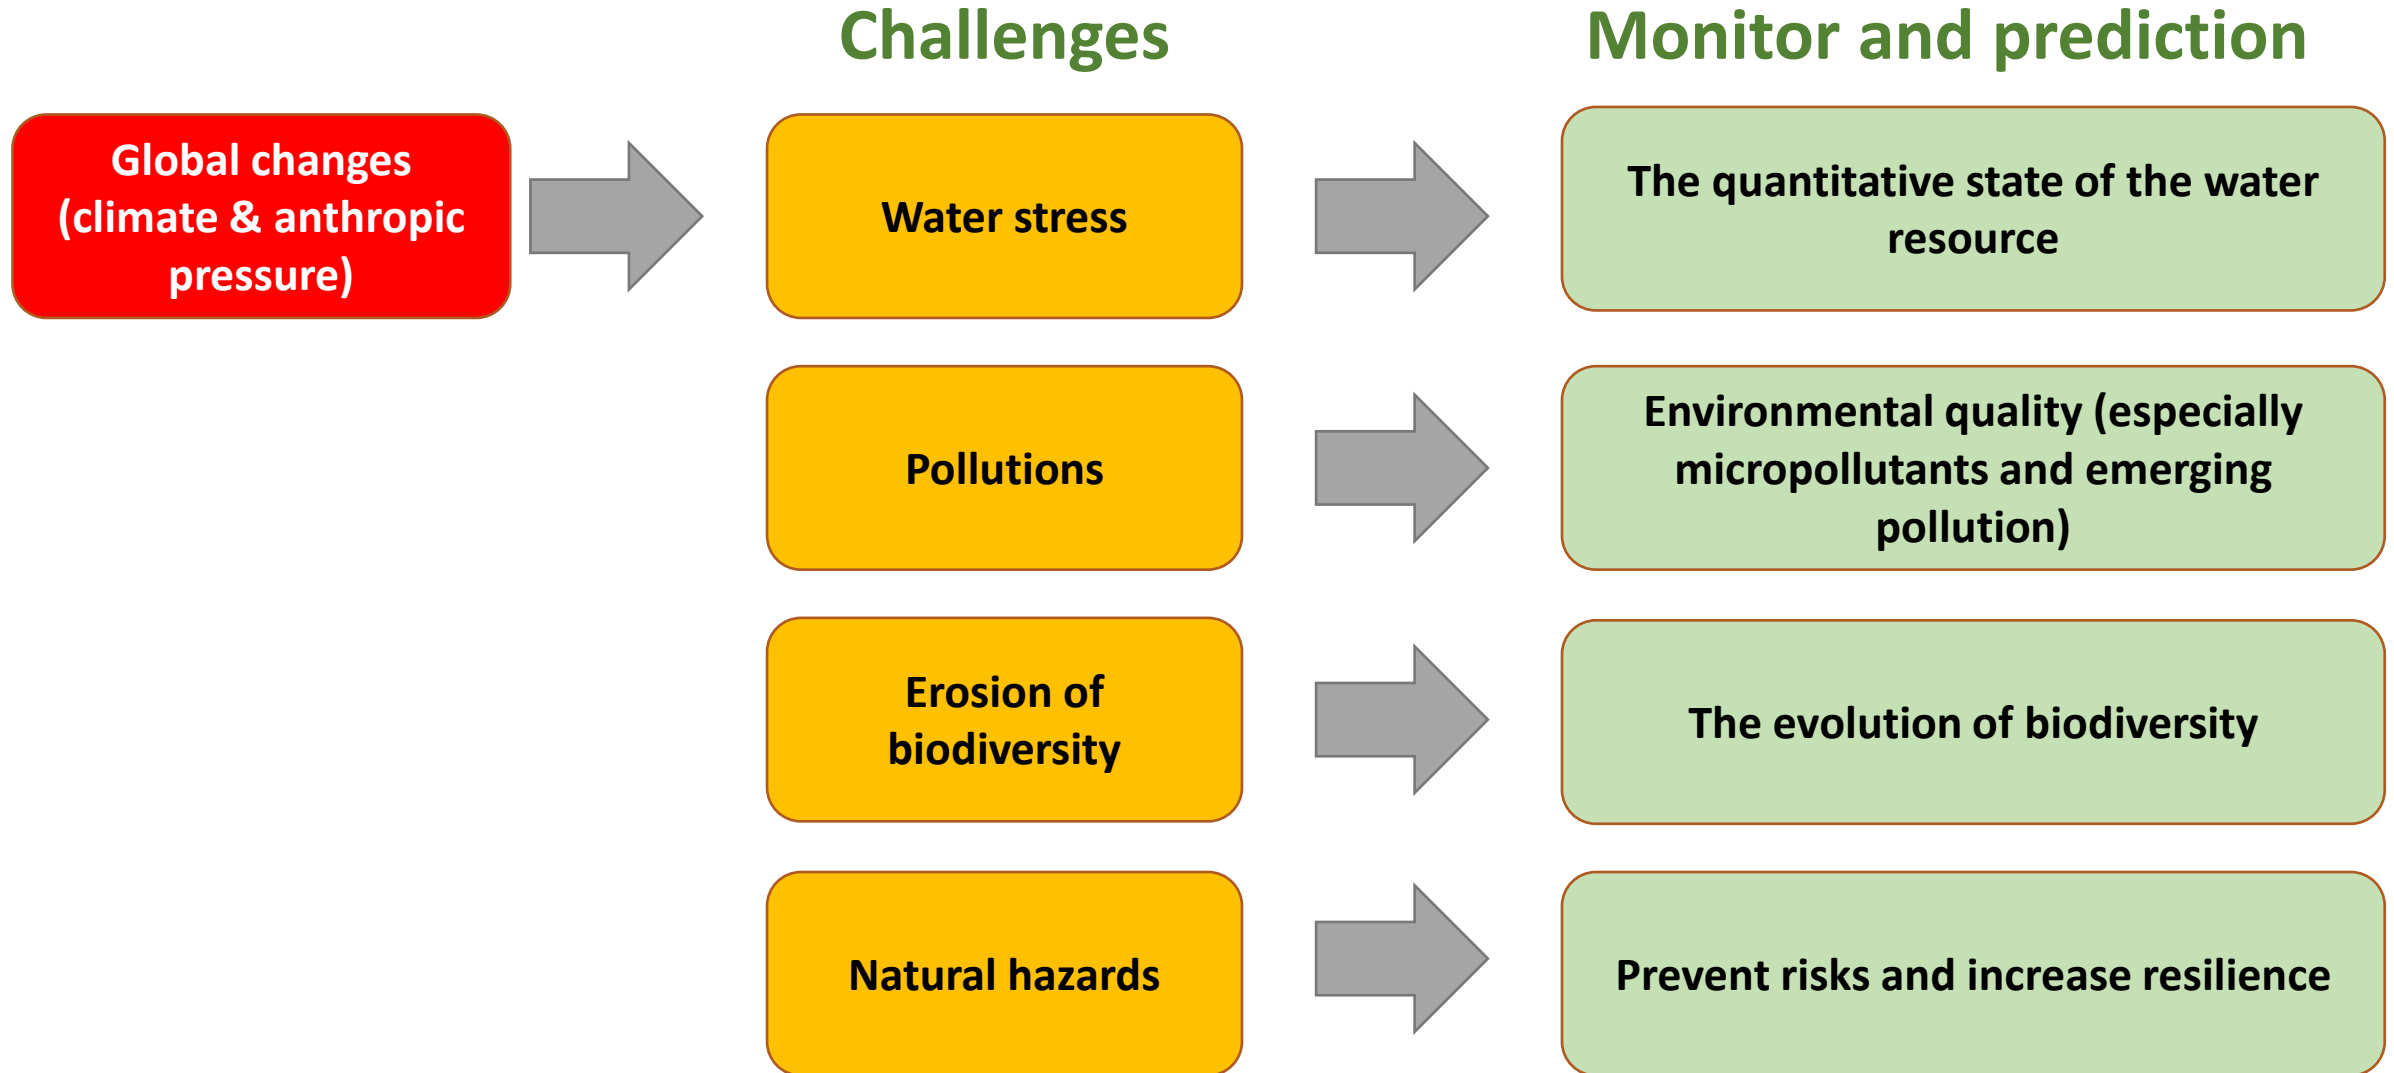 Challenges
Monitor and prediction
Global changes
(climate & anthropic
pressure)
Water stress
The quantitative state of the water
resource
Pollutions
Environmental quality (especially
micropollutants and emerging
pollution)
Erosion of
biodiversity
The evolution of biodiversity
Natural hazards
Prevent risks and increase resilience